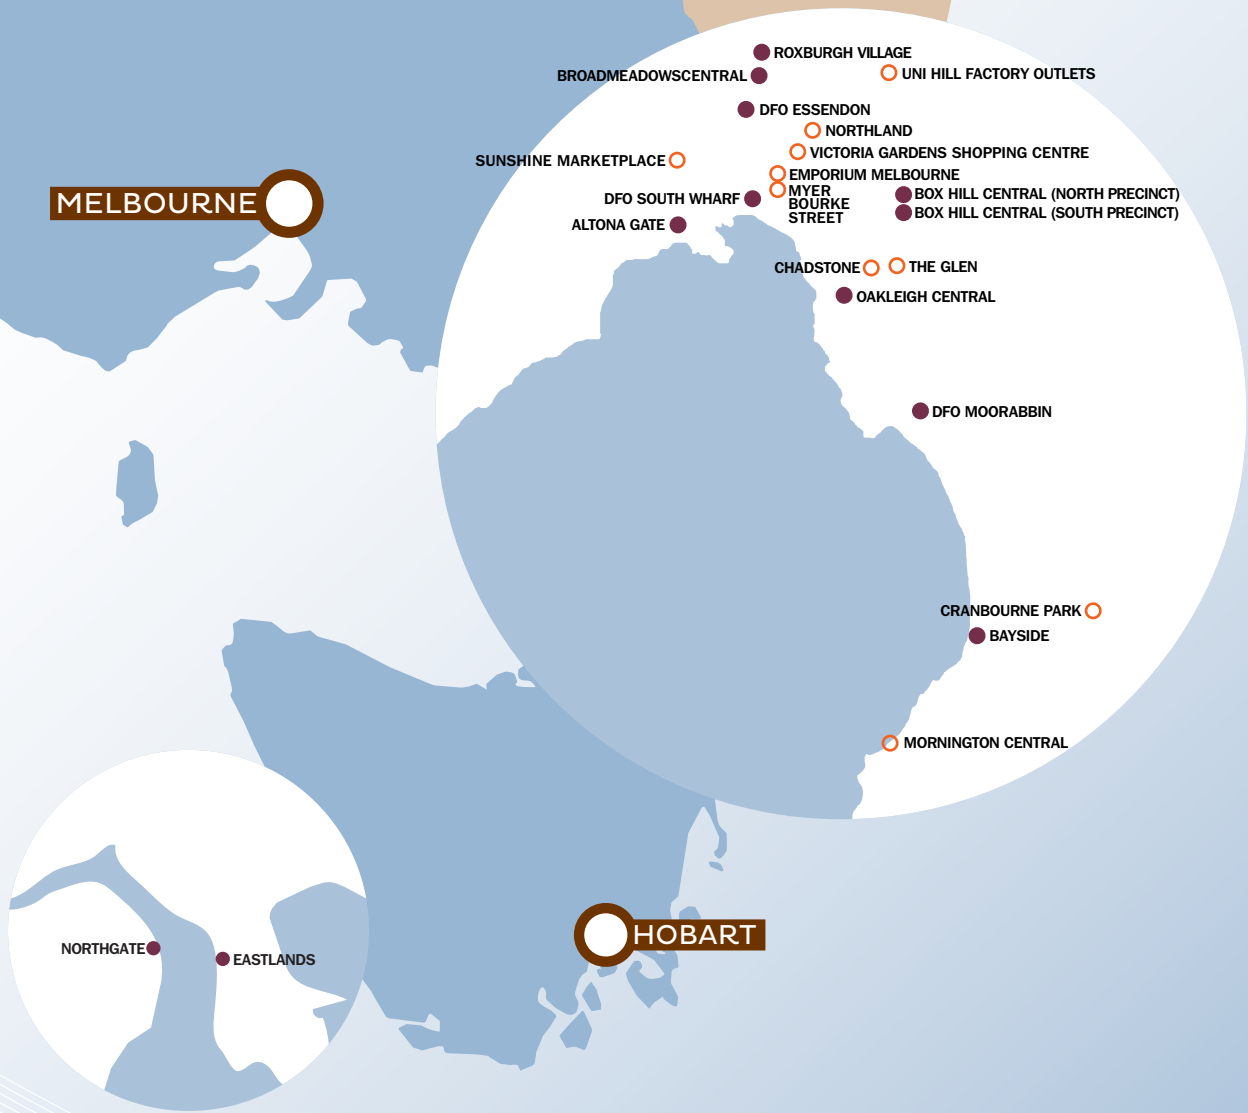 ROXBURGH VILLAGE
BROADMEADOWSCENTRAL
UNI HILL FACTORY OUTLETS
DFO ESSENDON
NORTHLAND
VICTORIA GARDENS SHOPPING CENTRE
SUNSHINE MARKETPLACE
EMPORIUM MELBOURNE
MYER
BOURKE
STREET
BOX HILL CENTRAL (NORTH PRECINCT)
BOX HILL CENTRAL (SOUTH PRECINCT)
DFO SOUTH WHARF
MELBOURNE
ALTONA GATE
CHADSTONE
THE GLEN
OAKLEIGH CENTRAL
DFO MOORABBIN
CRANBOURNE PARK
BAYSIDE
MORNINGTON CENTRAL
HOBART
NORTHGATE
EASTLANDS